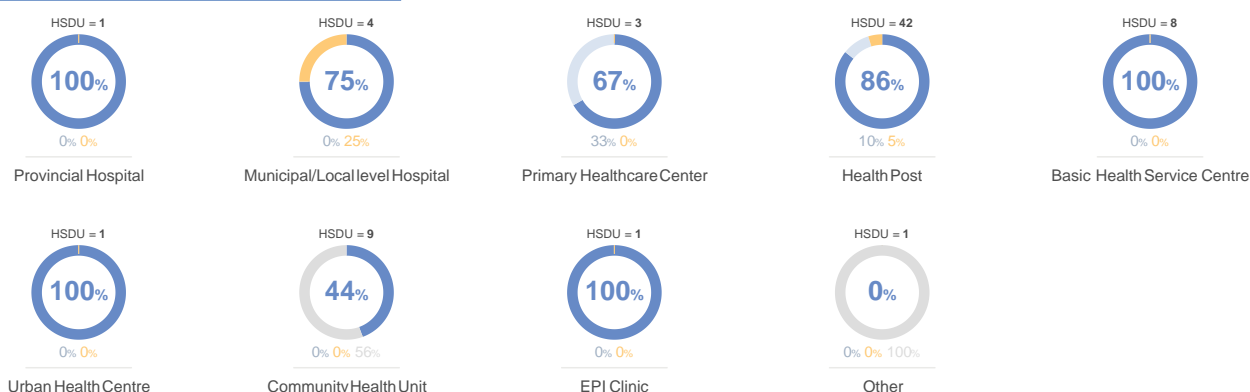 HSDU = 1
100%
0% 0%
Provincial Hospital
HSDU = 4
75%
0% 25%
Municipal/Local level Hospital
HSDU = 3
67%
33% 0%
Primary Healthcare Center
HSDU = 42
86%
10% 5%
Health Post
HSDU = 8
100%
0% 0%
Basic Health Service Centre
HSDU = 1
100%
0% 0%
Urban Health Centre
HSDU = 9
44%
0% 0% 56%
Community Health Unit
HSDU = 1
100%
0% 0%
EPI Clinic
HSDU = 1
0%
0% 0% 100%
Other